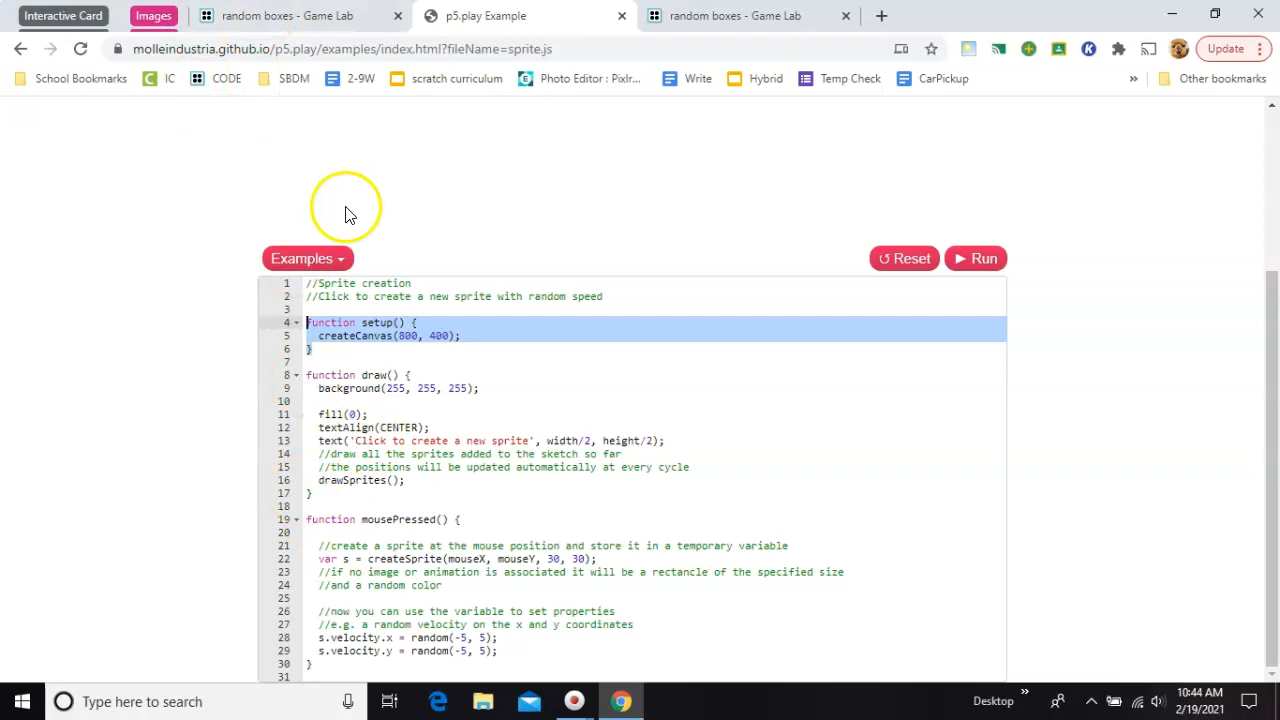 Interactive Card
Images
random boxes - Game Lab
p5.play Example
random boxes - Game Lab
molleindustria.github.io/p5.play/examples/index.html?fileName=sprite.js
Update
School Bookmarks
IC
CODE
SBDM
2-9W
scratch curriculum
Photo Editor : Pixlr...
Write
Hybrid
Temp Check
CarPickup
»
Other bookmarks
Examples
Reset
Run
1 //Sprite creation
2 //Click to create a new sprite with random speed
3
4 function setup() {
5 createCanvas(800, 400);
6 }
7
8 function draw() {
9 background(255, 255, 255);
10
11 fill(0);
12 textAlign(CENTER);
13 text('Click to create a new sprite', width/2, height/2);
14 //draw all the sprites added to the sketch so far
15 //the positions will be updated automatically at every cycle
16 drawSprites();
17 }
18
19 function mousePressed() {
20
21 //create a sprite at the mouse position and store it in a temporary variable
22 var s = createSprite(mouseX, mouseY, 30, 30);
23 //if no image or animation is associated it will be a rectancle of the specified size
24 //and a random color
25
26 //now you can use the variable to set properties
27 //e.g. a random velocity on the x and y coordinates
28 s.velocity.x = random(-5, 5);
29 s.velocity.y = random(-5, 5);
30 }
31
Type here to search
Desktop
»
10:44 AM
2/19/2021